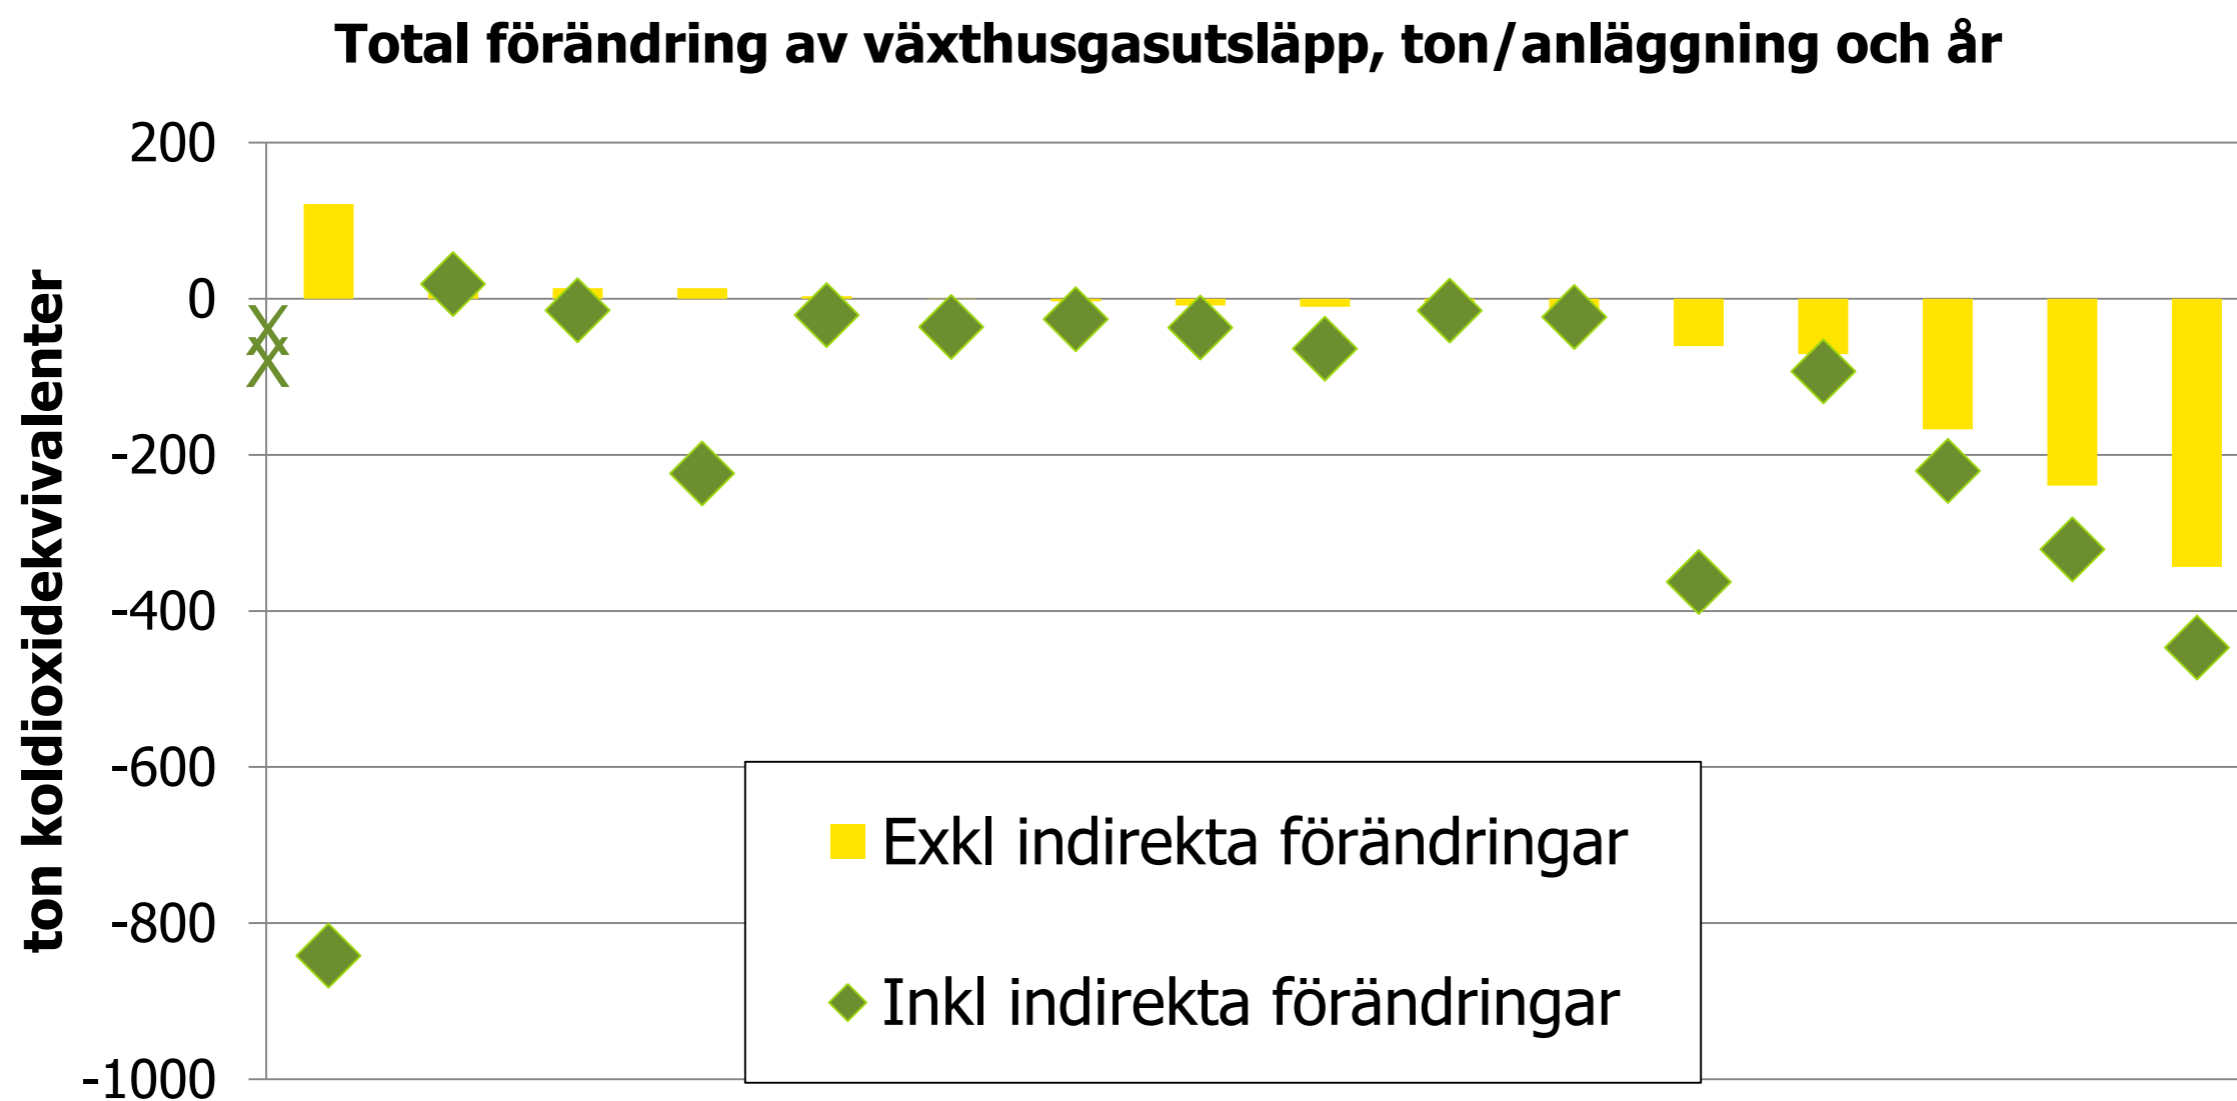 Total förändring av växthusgasutsläpp, ton/anläggning och år
ton koldioxidekvivalenter
200
0
-200
-400
-600
-800
-1000
X
X
Exkl indirekta förändringar
Inkl indirekta förändringar